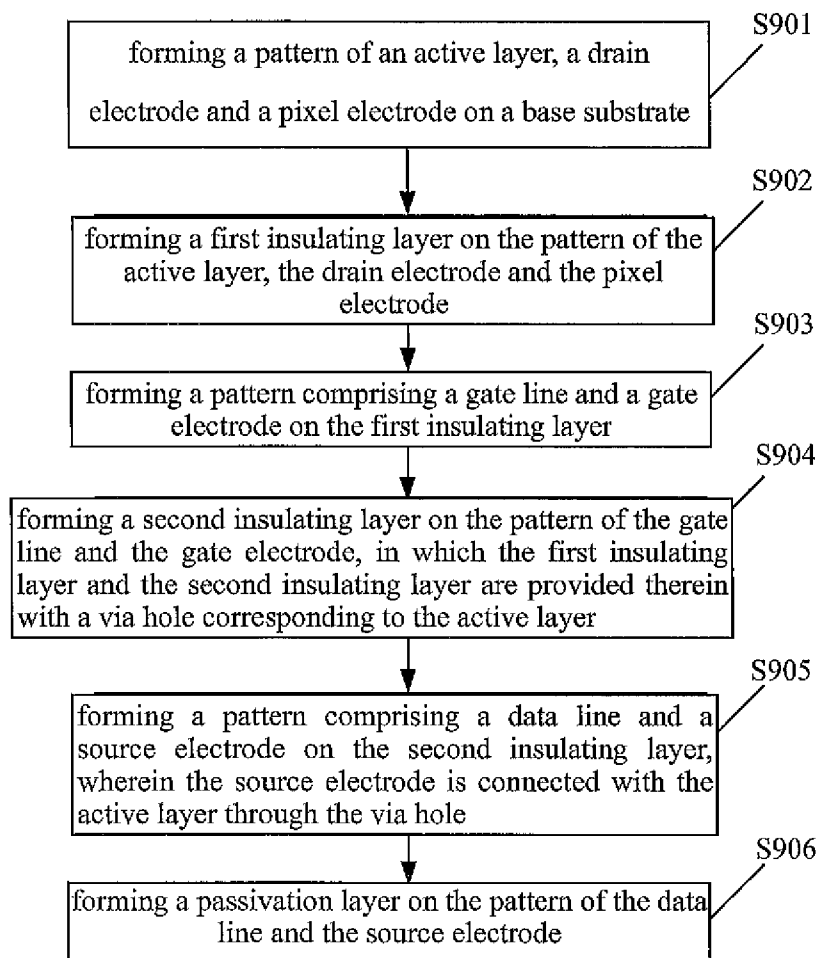 S901
forming a pattern of an active layer, a drain
electrode and a pixel electrode on a base substrate
S902
forming a first insulating layer on the pattern of the
active layer, the drain electrode and the pixel
electrode
S903
forming a pattern comprising a gate line and a gate
electrode on the first insulating layer
S904
forming a second insulating layer on the pattern of the gate
line and the gate electrode, in which the first insulating
layer and the second insulating layer are provided therein
with a via hole corresponding to the active layer
S905
forming a pattern comprising a data line and a
source electrode on the second insulating layer,
wherein the source electrode is connected with the
active layer through the via hole
S906
forming a passivation layer on the pattern of the data
line and the source electrode